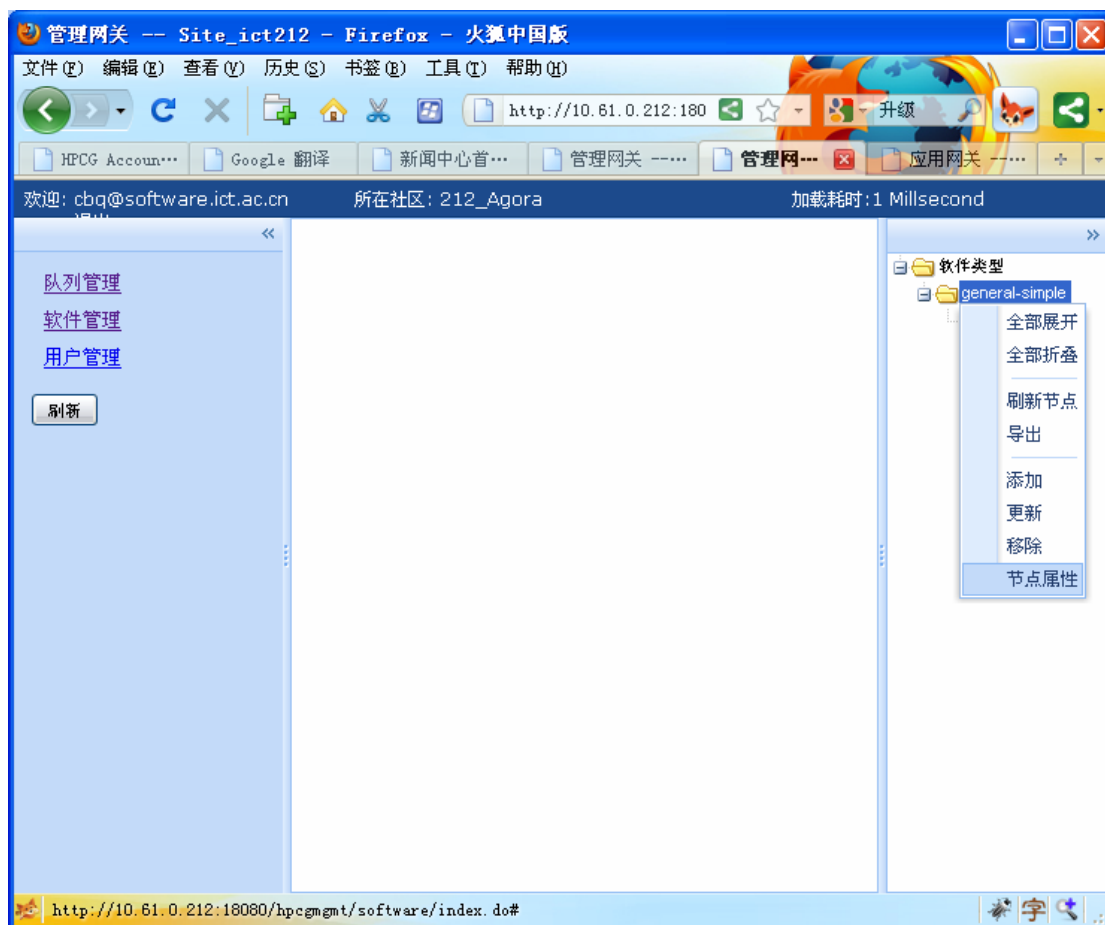 管理网关 -- Site_ict212 - Firefox - 火狐中国版
文件(F) 编辑(E) 查看(V) 历史(S) 书签(B) 工具(T) 帮助(H)
http://10.61.0.212:180 升级
HPCG Accoun··· Google 翻译 新闻中心首··· 管理网关 --··· 管理网··· 应用网关 --···
欢迎: cbq@software.ict.ac.cn 所在社区: 212_Agora 加载耗时:1 Millsecond
队列管理
软件管理
用户管理
刷新
软件类型
general-simple
全部展开
全部折叠
刷新节点
导出
添加
更新
移除
节点属性
http://10.61.0.212:18080/hpcgmgmt/software/index.do#
字